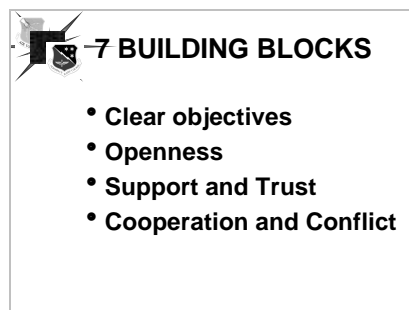 7 BUILDING BLOCKS
• Clear objectives
• Openness
• Support and Trust
• Cooperation and Conflict